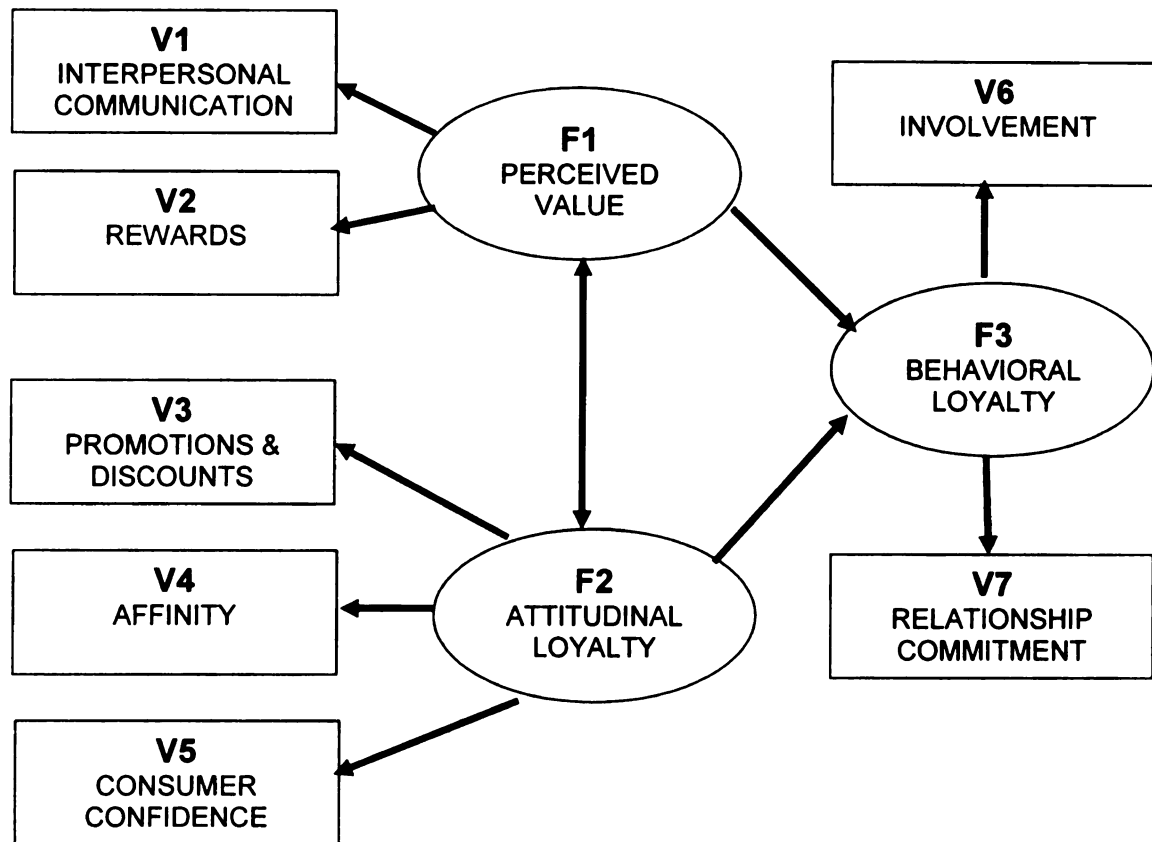 V1
INTERPERSONAL
COMMUNICATION
V2
REWARDS
V3
PROMOTIONS &
DISCOUNTS
V4
AFFINITY
V5
CONSUMER
CONFIDENCE
F1
PERCEIVED
VALUE
F2
ATTITUDINAL
LOYALTY
V6
INVOLVEMENT
F3
BEHAVIORAL
LOYALTY
V7
RELATIONSHIP
COMMITMENT